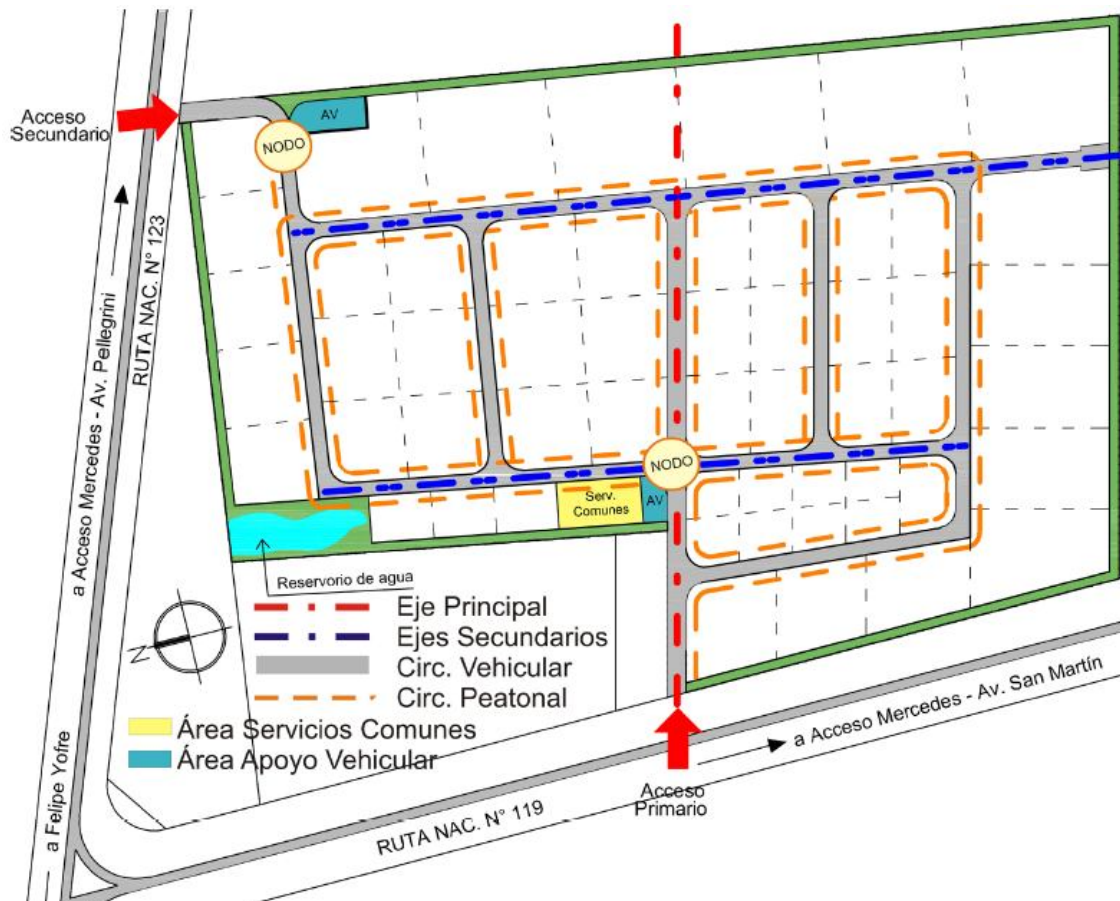 Acceso
Secundario
AV
NODO
a Acceso Mercedes - Av. Pellegrini
RUTA NAC. N° 123
NODO
Serv.
Comunes
AV
Reservorio de agua
N
Eje Principal
Ejes Secundarios
Circ. Vehicular
Circ. Peatonal
Área Servicios Comunes
Área Apoyo Vehicular
a Felipe Yofre
a Acceso Mercedes - Av. San Martín
Acceso
Primario
RUTA NAC. N° 119